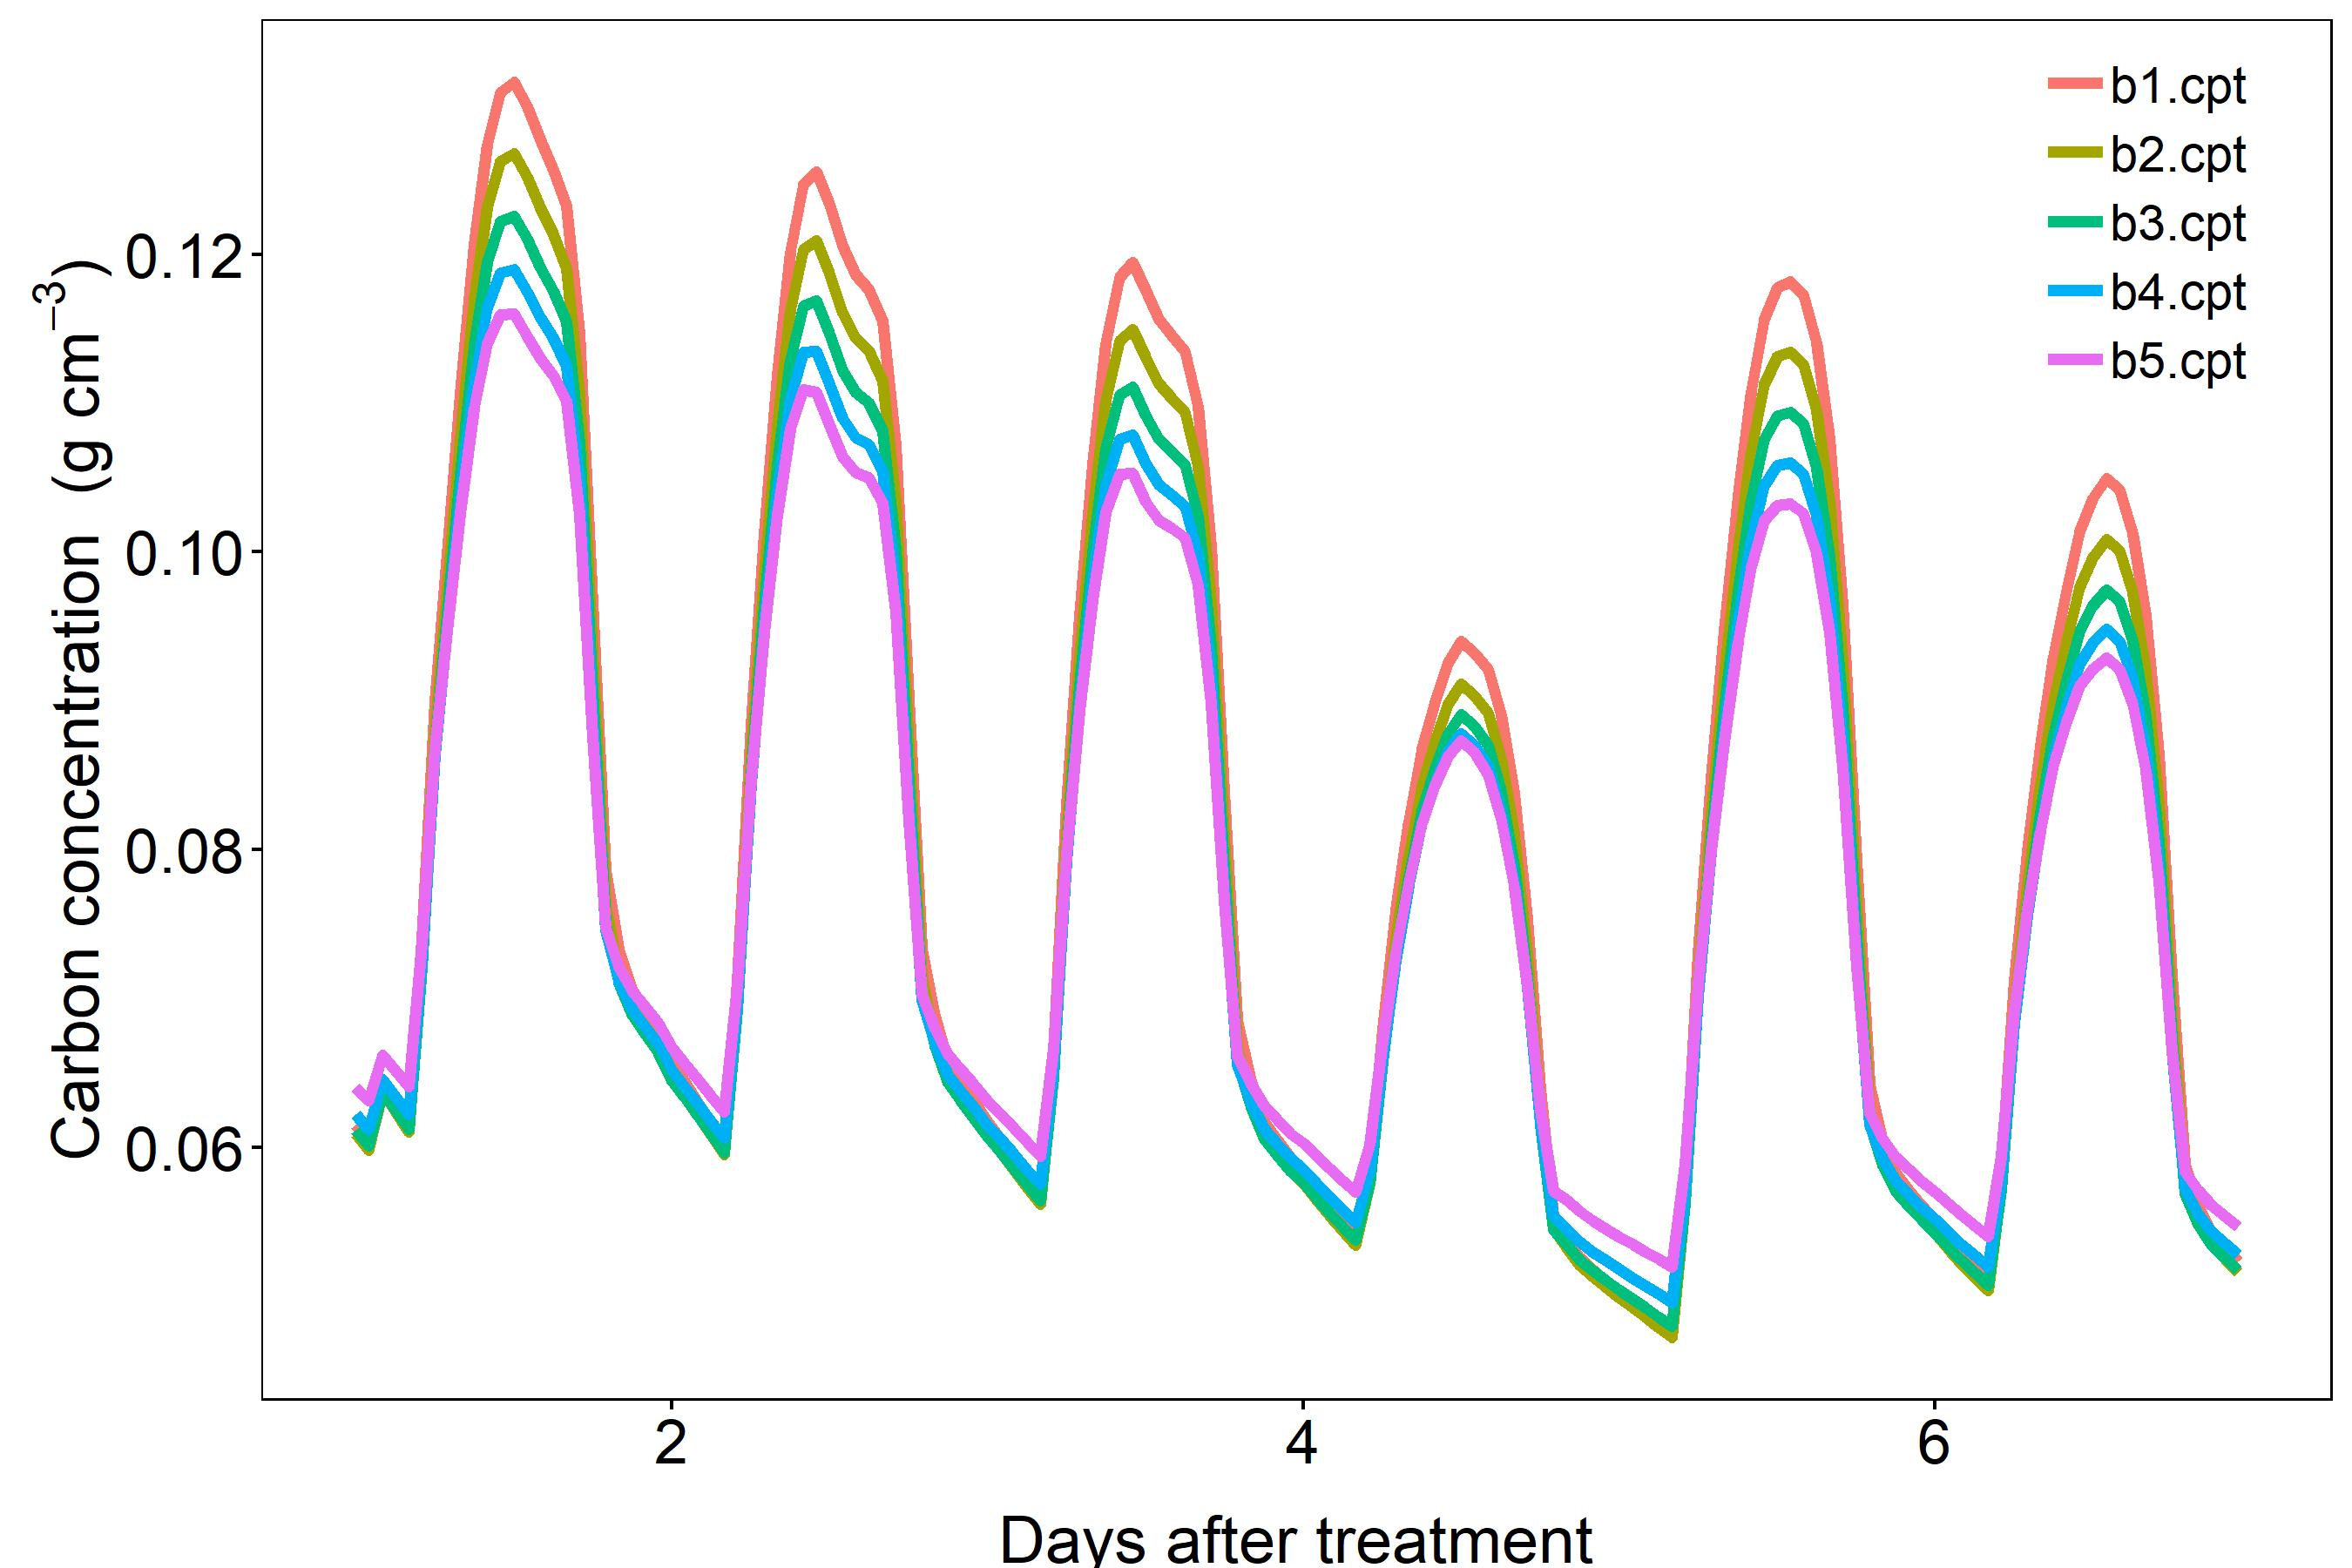 b1.cpt
b2.cpt
b3.cpt
b4.cpt
b5.cpt
Carbon concentration (g cm⁻³)
0.12
0.10
0.08
0.06
2 4 6
Days after treatment